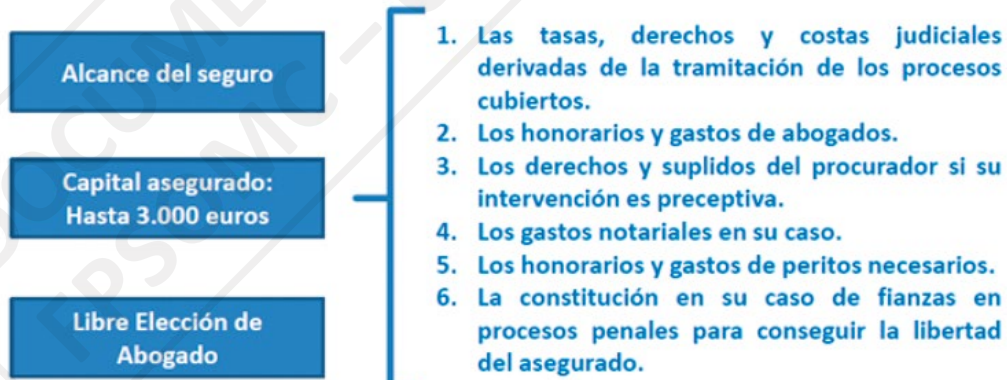 Alcance del seguro
Capital asegurado:
Hasta 3.000 euros
Libre Elección de
Abogado
1. Las tasas, derechos y costas judiciales
derivadas de la tramitación de los procesos
cubiertos.
2. Los honorarios y gastos de abogados.
3. Los derechos y suplidos del procurador si su
intervención es preceptiva.
4. Los gastos notariales en su caso.
5. Los honorarios y gastos de peritos necesarios.
6. La constitución en su caso de fianzas en
procesos penales para conseguir la libertad
del asegurado.